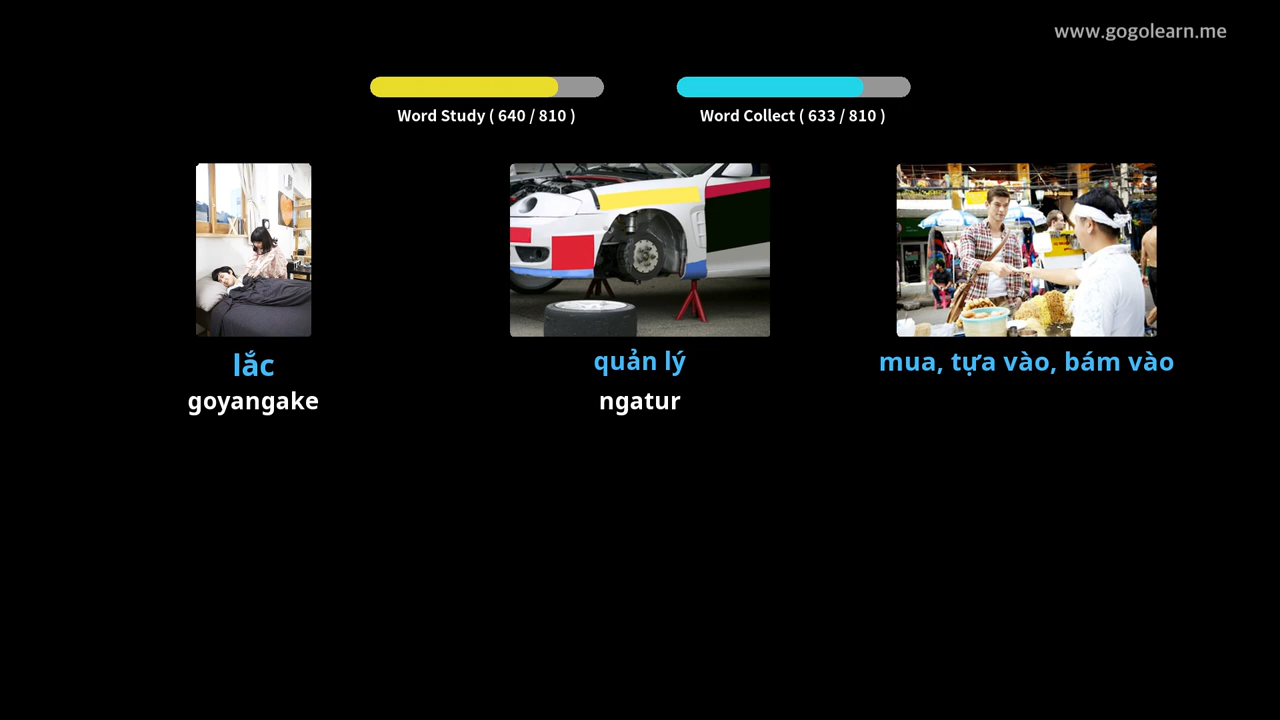 www.gogolearn.me
Word Study ( 640 / 810 )
Word Collect ( 633 / 810 )
lắc
quản lý
mua, tựa vào, bám vào
goyangake
ngatur